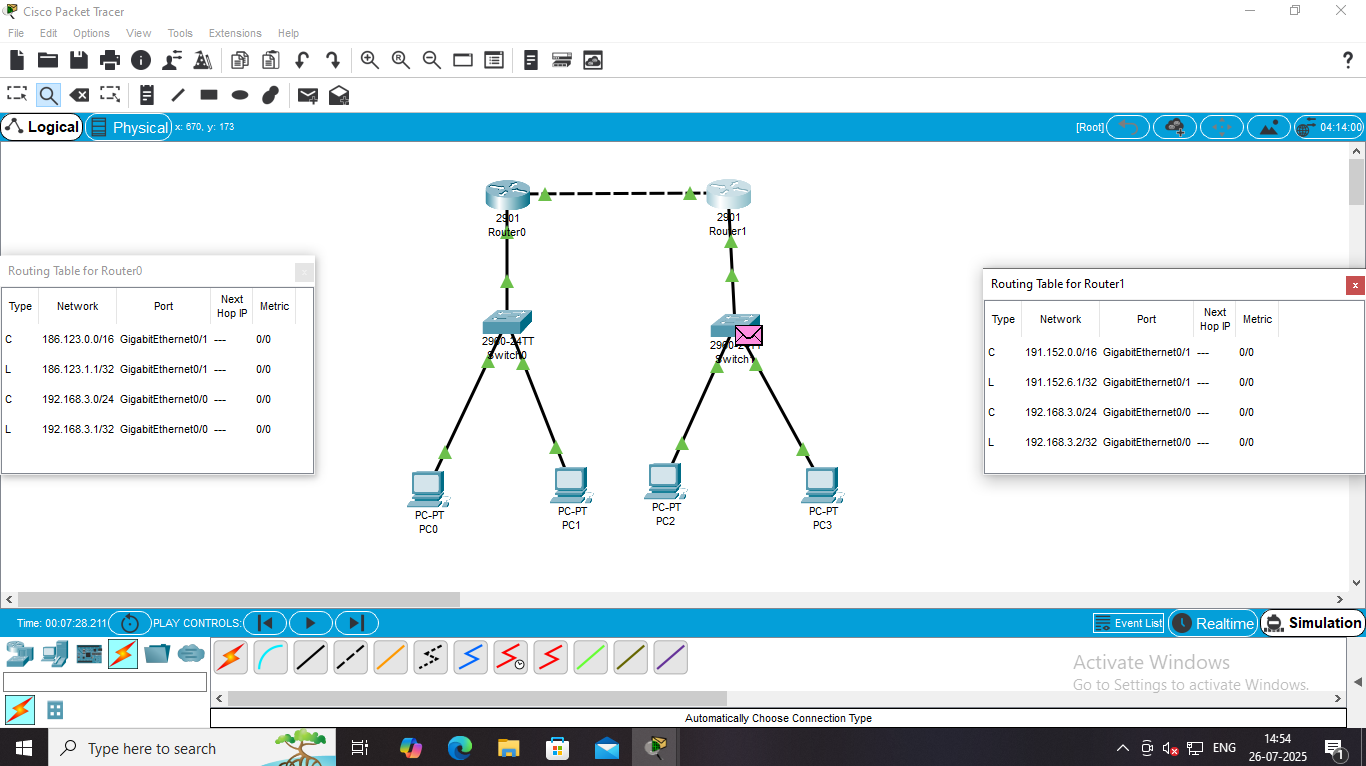 Cisco Packet Tracer
File Edit Options View Tools Extensions Help
Logical Physical x: 670, y: 173 [Root] 04:14:00
2901
Router0
2901
Router1
Routing Table for Router0
Type Network Port Next Hop IP Metric
C 186.123.0.0/16 GigabitEthernet0/1 --- 0/0
L 186.123.1.1/32 GigabitEthernet0/1 --- 0/0
C 192.168.3.0/24 GigabitEthernet0/0 --- 0/0
L 192.168.3.1/32 GigabitEthernet0/0 --- 0/0
Routing Table for Router1
x
Type Network Port Next Hop IP Metric
C 191.152.0.0/16 GigabitEthernet0/1 --- 0/0
L 191.152.6.1/32 GigabitEthernet0/1 --- 0/0
C 192.168.3.0/24 GigabitEthernet0/0 --- 0/0
L 192.168.3.2/32 GigabitEthernet0/0 --- 0/0
2960-24TT
Switch0
PC-PT
PC0
PC-PT
PC1
PC-PT
PC2
PC-PT
PC3
Time: 00:07:28.211 PLAY CONTROLS: Event List Realtime Simulation
Activate Windows
Go to Settings to activate Windows.
Automatically Choose Connection Type
Type here to search
ENG
14:54
26-07-2025
1